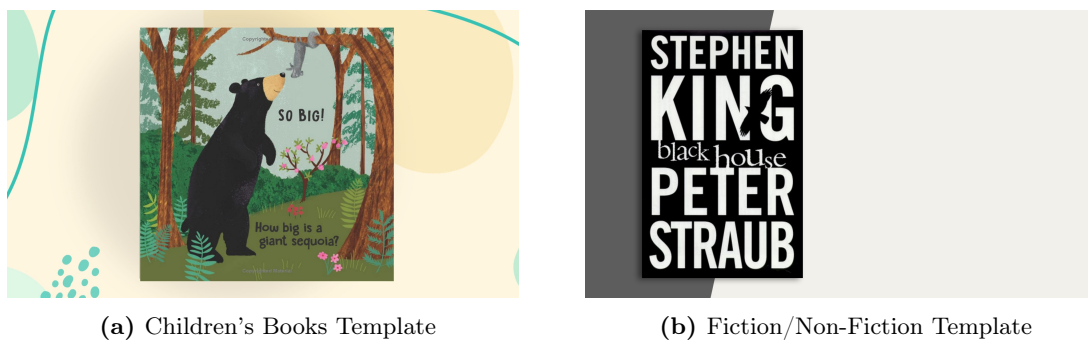 Copyrighted
SO BIG!
How big is a
giant sequoia?
STEPHEN
KING
black house
PETER
STRAUB
(a) Children's Books Template
(b) Fiction/Non-Fiction Template